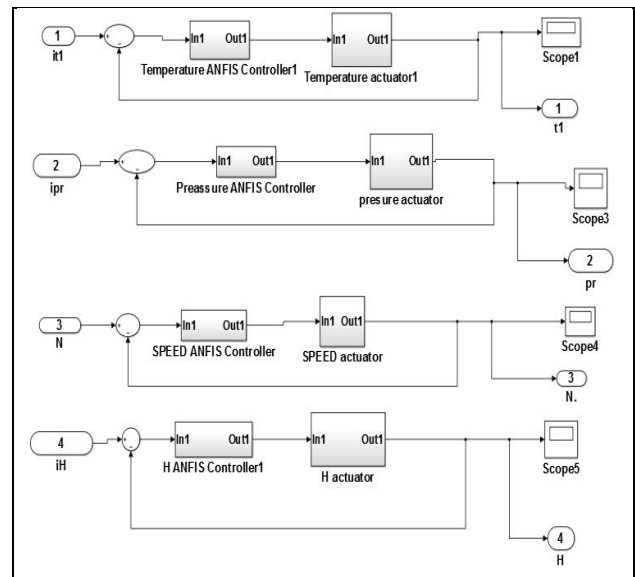 1
it1
In1 Out1
Temperature ANFIS Controller1
In1 Out1
Temperature actuator1
Scope1
1
t1
2
ipr
In1 Out1
Preassure ANFIS Controller
In1 Out1
presure actuator
Scope3
2
pr
3
N
In1 Out1
SPEED ANFIS Controller
In1 Out1
SPEED actuator
Scope4
3
N.
4
iH
In1 Out1
H ANFIS Controller1
In1 Out1
H actuator
Scope5
4
H